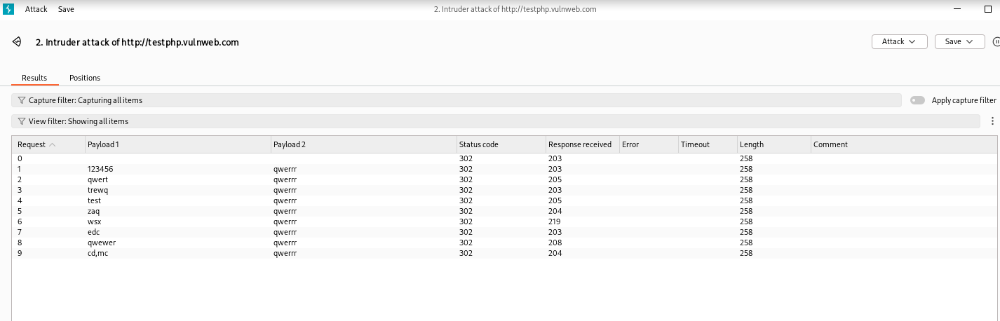 Attack Save 2. Intruder attack of http://testphp.vulnweb.com
2. Intruder attack of http://testphp.vulnweb.com Attack Save
Results Positions
Capture filter: Capturing all items Apply capture filter
View filter: Showing all items
Request Payload 1 Payload 2 Status code Response received Error Timeout Length Comment
0 302 203 258
1 123456 qwerrr 302 203 258
2 qwert qwerrr 302 205 258
3 trewq qwerrr 302 203 258
4 test qwerrr 302 205 258
5 zaq qwerrr 302 204 258
6 wsx qwerrr 302 219 258
7 edc qwerrr 302 203 258
8 qwewer qwerrr 302 208 258
9 cd,mc qwerrr 302 204 258